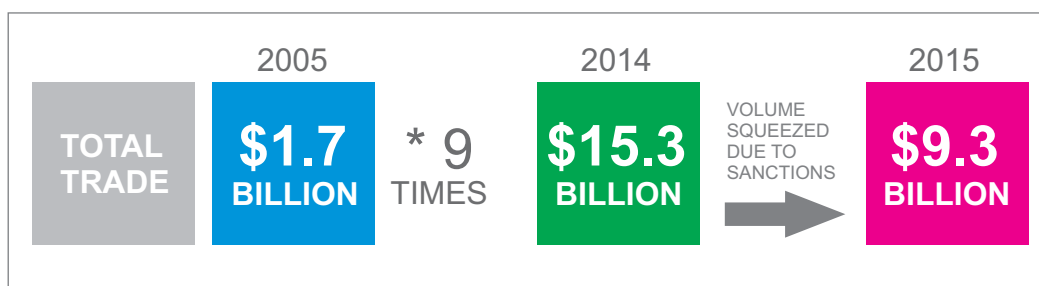 2005
2014
2015
TOTAL
TRADE
$1.7
BILLION
* 9
TIMES
$15.3
BILLION
VOLUME
SQUEEZED
DUE TO
SANCTIONS
$9.3
BILLION